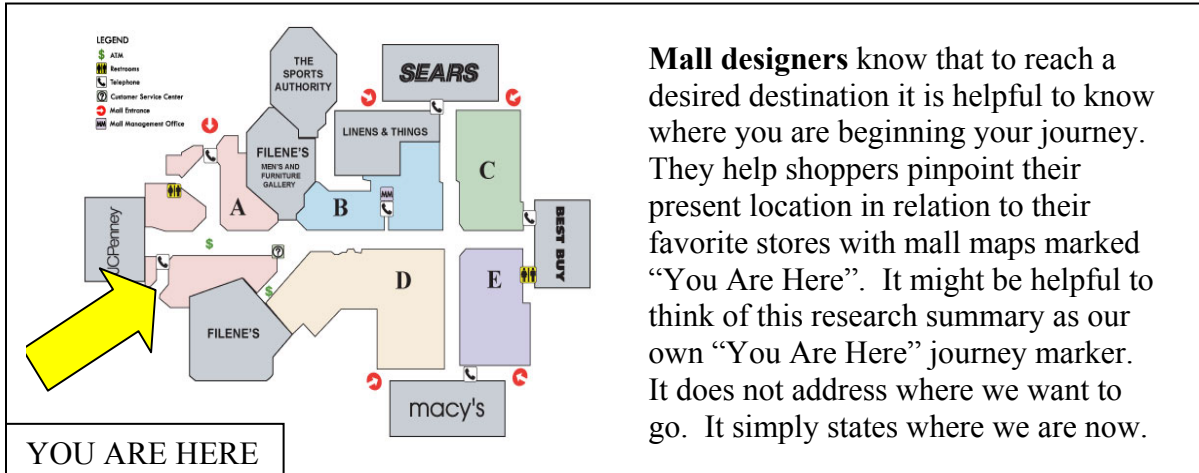 LEGEND
$ ATM
Restrooms
Telephone
Customer Service Center
Mall Entrance
MM Mall Management Office
THE
SPORTS
AUTHORITY
SEARS
LINENS & THINGS
FILENE'S
MEN'S AND
FURNITURE
GALLERY
C
A
B
MM
JCPenney
$
?
BEST BUY
D
E
$
FILENE'S
macy's
YOU ARE HERE
Mall designers know that to reach a
desired destination it is helpful to know
where you are beginning your journey.
They help shoppers pinpoint their
present location in relation to their
favorite stores with mall maps marked
“You Are Here”.  It might be helpful to
think of this research summary as our
own “You Are Here” journey marker.
It does not address where we want to
go.  It simply states where we are now.